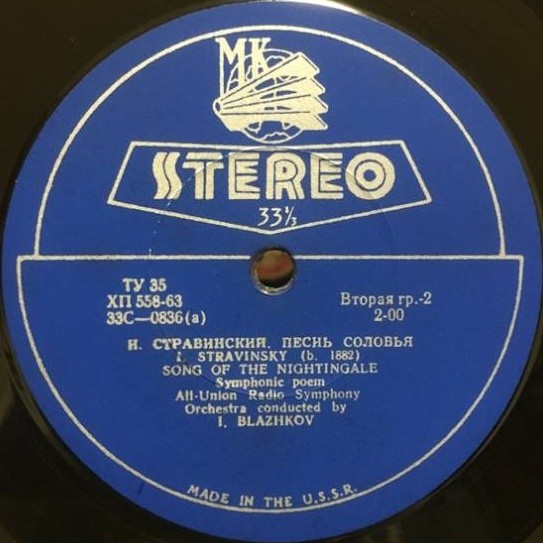 МК
STEREO
33⅓
ТУ 35
ХП 558-63
33С—0836(а)
Вторая гр.-2
2-00
И. СТРАВИНСКИЙ, ПЕСНЬ СОЛОВЬЯ
I. STRAVINSKY (b. 1882)
SONG OF THE NIGHTINGALE
Symphonic poem
All-Union Radio Symphony
Orchestra conducted by
I. BLAZHKOV
MADE IN THE U.S.S.R.